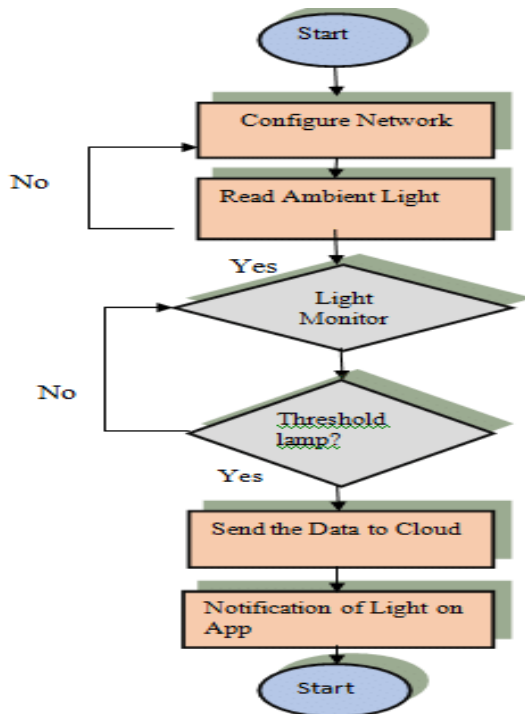 Start
Configure Network
No
Read Ambient Light
Yes
Light
Monitor
No
Threshold
lamp?
Yes
Send the Data to Cloud
Notification of Light on
App
Start